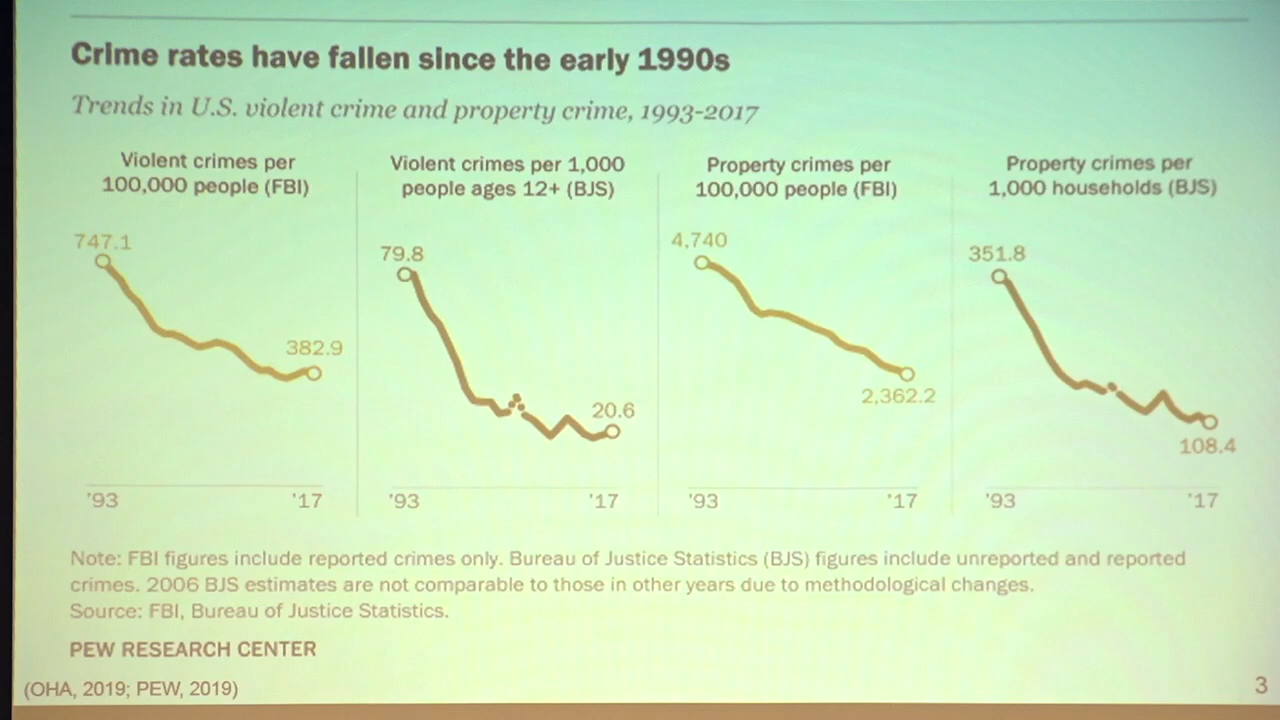 Crime rates have fallen since the early 1990s
Trends in U.S. violent crime and property crime, 1993-2017
Violent crimes per
100,000 people (FBI)
747.1
382.9
'93
'17
Violent crimes per 1,000
people ages 12+ (BJS)
79.8
20.6
'93
'17
Property crimes per
100,000 people (FBI)
4,740
2,362.2
'93
'17
Property crimes per
1,000 households (BJS)
351.8
108.4
'93
'17
Note: FBI figures include reported crimes only. Bureau of Justice Statistics (BJS) figures include unreported and reported
crimes. 2006 BJS estimates are not comparable to those in other years due to methodological changes.
Source: FBI, Bureau of Justice Statistics.
PEW RESEARCH CENTER
(OHA, 2019; PEW, 2019)
3